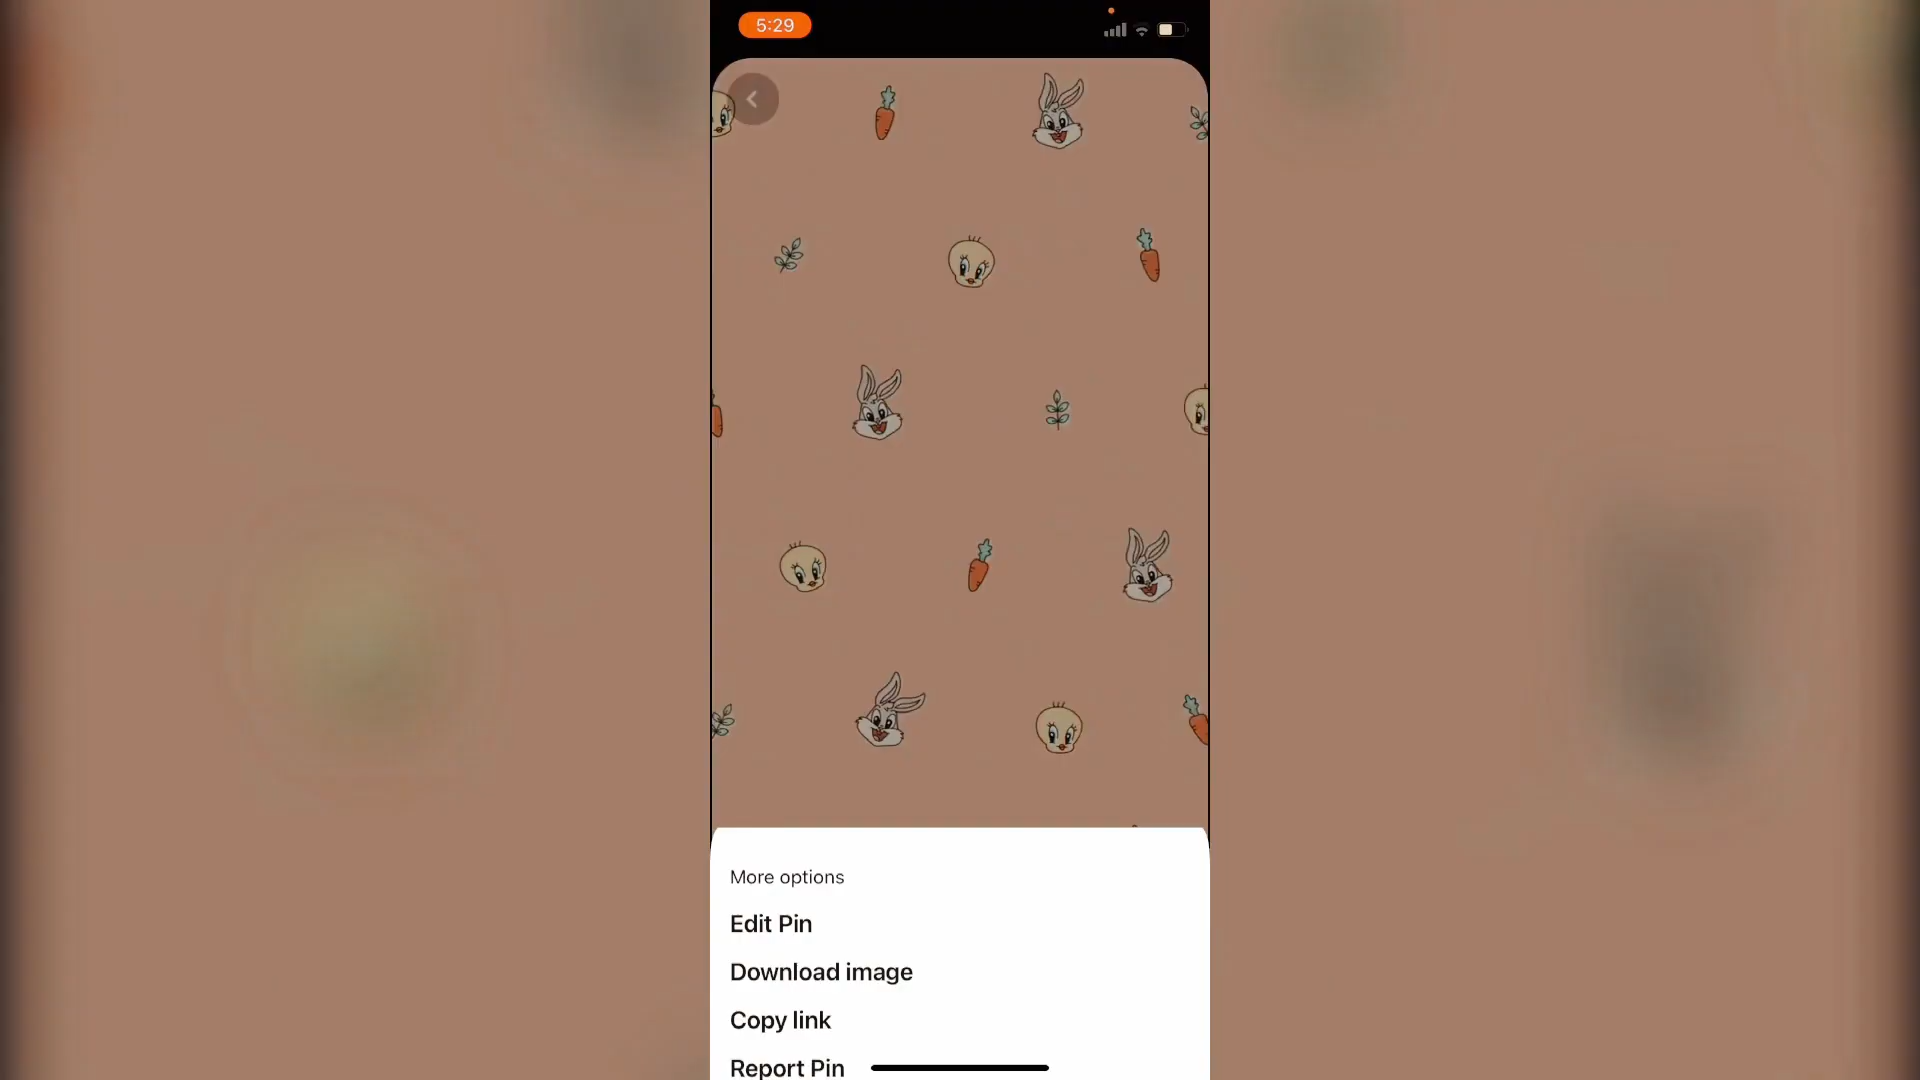 5:29
More options
Edit Pin
Download image
Copy link
Report Pin